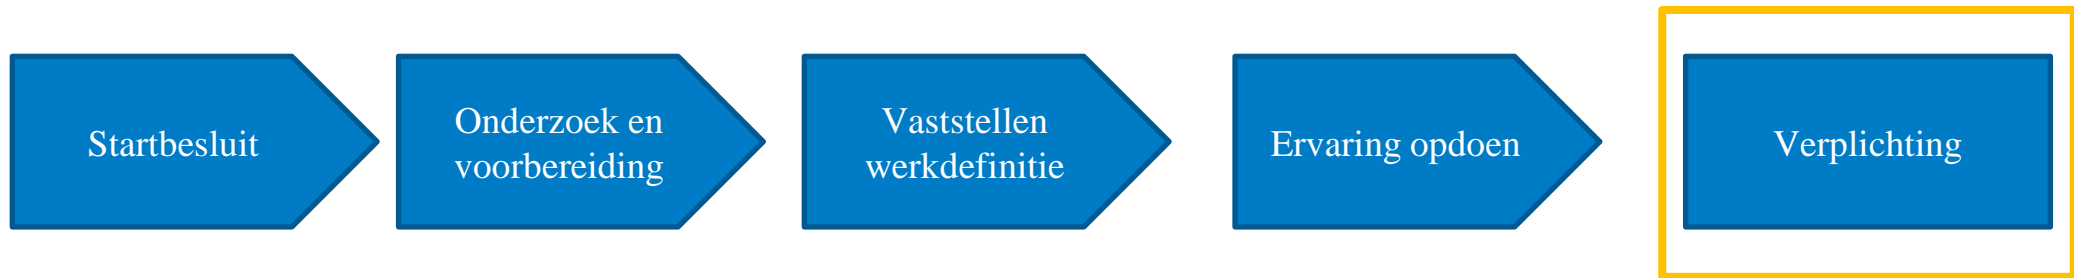 Startbesluit
Onderzoek en
voorbereiding
Vaststellen
werkdefinitie
Ervaring opdoen
Verplichting